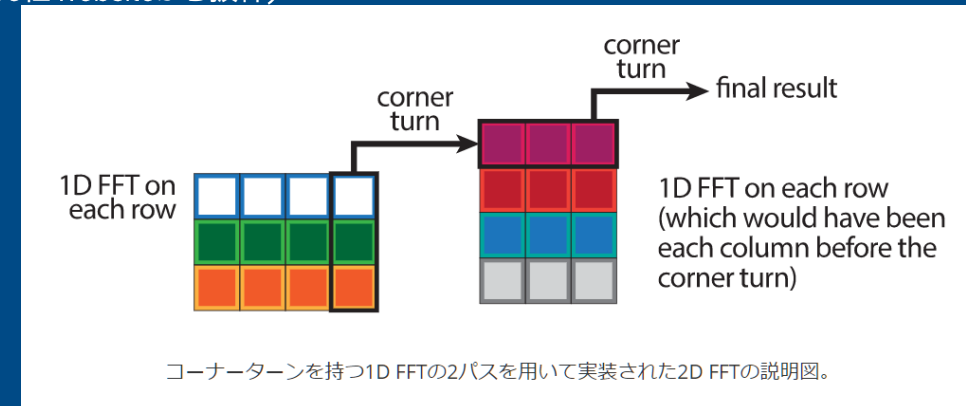 corner
turn
final result
corner
turn
1D FFT on
each row
1D FFT on each row
(which would have been
each column before the
corner turn)
コーナーターンを持つ1D FFTの2パスを用いて実装された2D FFTの説明図。